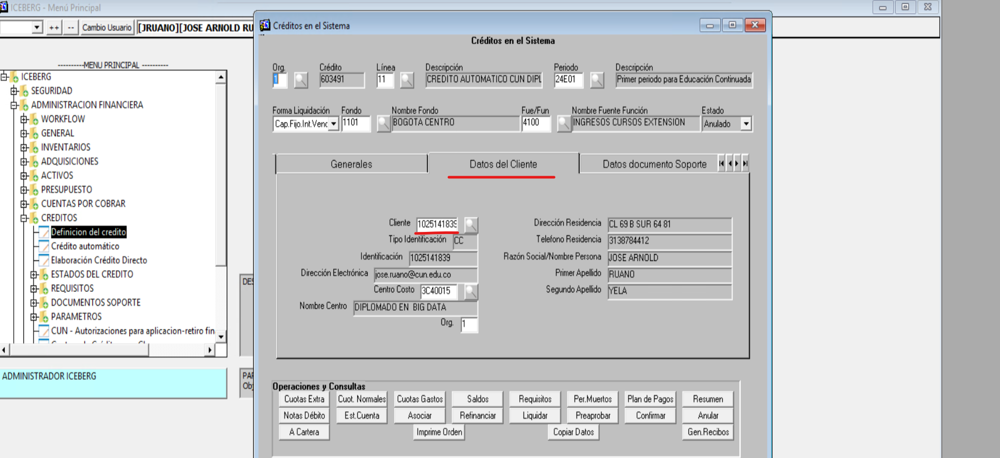 ICEBERG - Menú Principal
++ -- Cambio Usuario [JRUANO][JOSE ARNOLD RU
----------MENU PRINCIPAL ----------
ICEBERG
SEGURIDAD
ADMINISTRACION FINANCIERA
WORKFLOW
GENERAL
INVENTARIOS
ADQUISICIONES
ACTIVOS
PRESUPUESTO
CUENTAS POR COBRAR
CREDITOS
Definicion del credito
Crédito automático
Elaboración Crédito Directo
ESTADOS DEL CREDITO
REQUISITOS
DOCUMENTOS SOPORTE
PARAMETROS
CUN - Autorizaciones para aplicacion-retiro fin
ADMINISTRADOR ICEBERG
DES
PAR
Obj
Créditos en el Sistema
Créditos en el Sistema
Org. Crédito Línea Descripción Periodo Descripción
1 603491 11 CREDITO AUTOMATICO CUN DIPL 24E01 Primer periodo para Educación Continuada
Forma Liquidación Fondo Nombre Fondo Fue/Fun Nombre Fuente Función Estado
Cap.Fijo.Int.Venc 1101 BOGOTA CENTRO 4100 INGRESOS CURSOS EXTENSION Anulado
Generales Datos del Cliente Datos documento Soporte
Cliente 1025141839 Dirección Residencia CL 69 B SUR 64 81
Tipo Identificación CC Telefono Residencia 3138784412
Identificación 1025141839 Razón Social/Nombre Persona JOSE ARNOLD
Dirección Electrónica jose.ruano@cun.edu.co Primer Apellido RUANO
Centro Costo 3C40015 Segundo Apellido YELA
Nombre Centro DIPLOMADO EN BIG DATA
Org. 1
Operaciones y Consultas
Cuotas Extra Cuot. Normales Cuotas Gastos Saldos Requisitos Per.Muertos Plan de Pagos Resumen
Notas Débito Est.Cuenta Asociar Refinanciar Liquidar Preaprobar Confirmar Anular
A Cartera Imprime Orden Copiar Datos Gen.Recibos